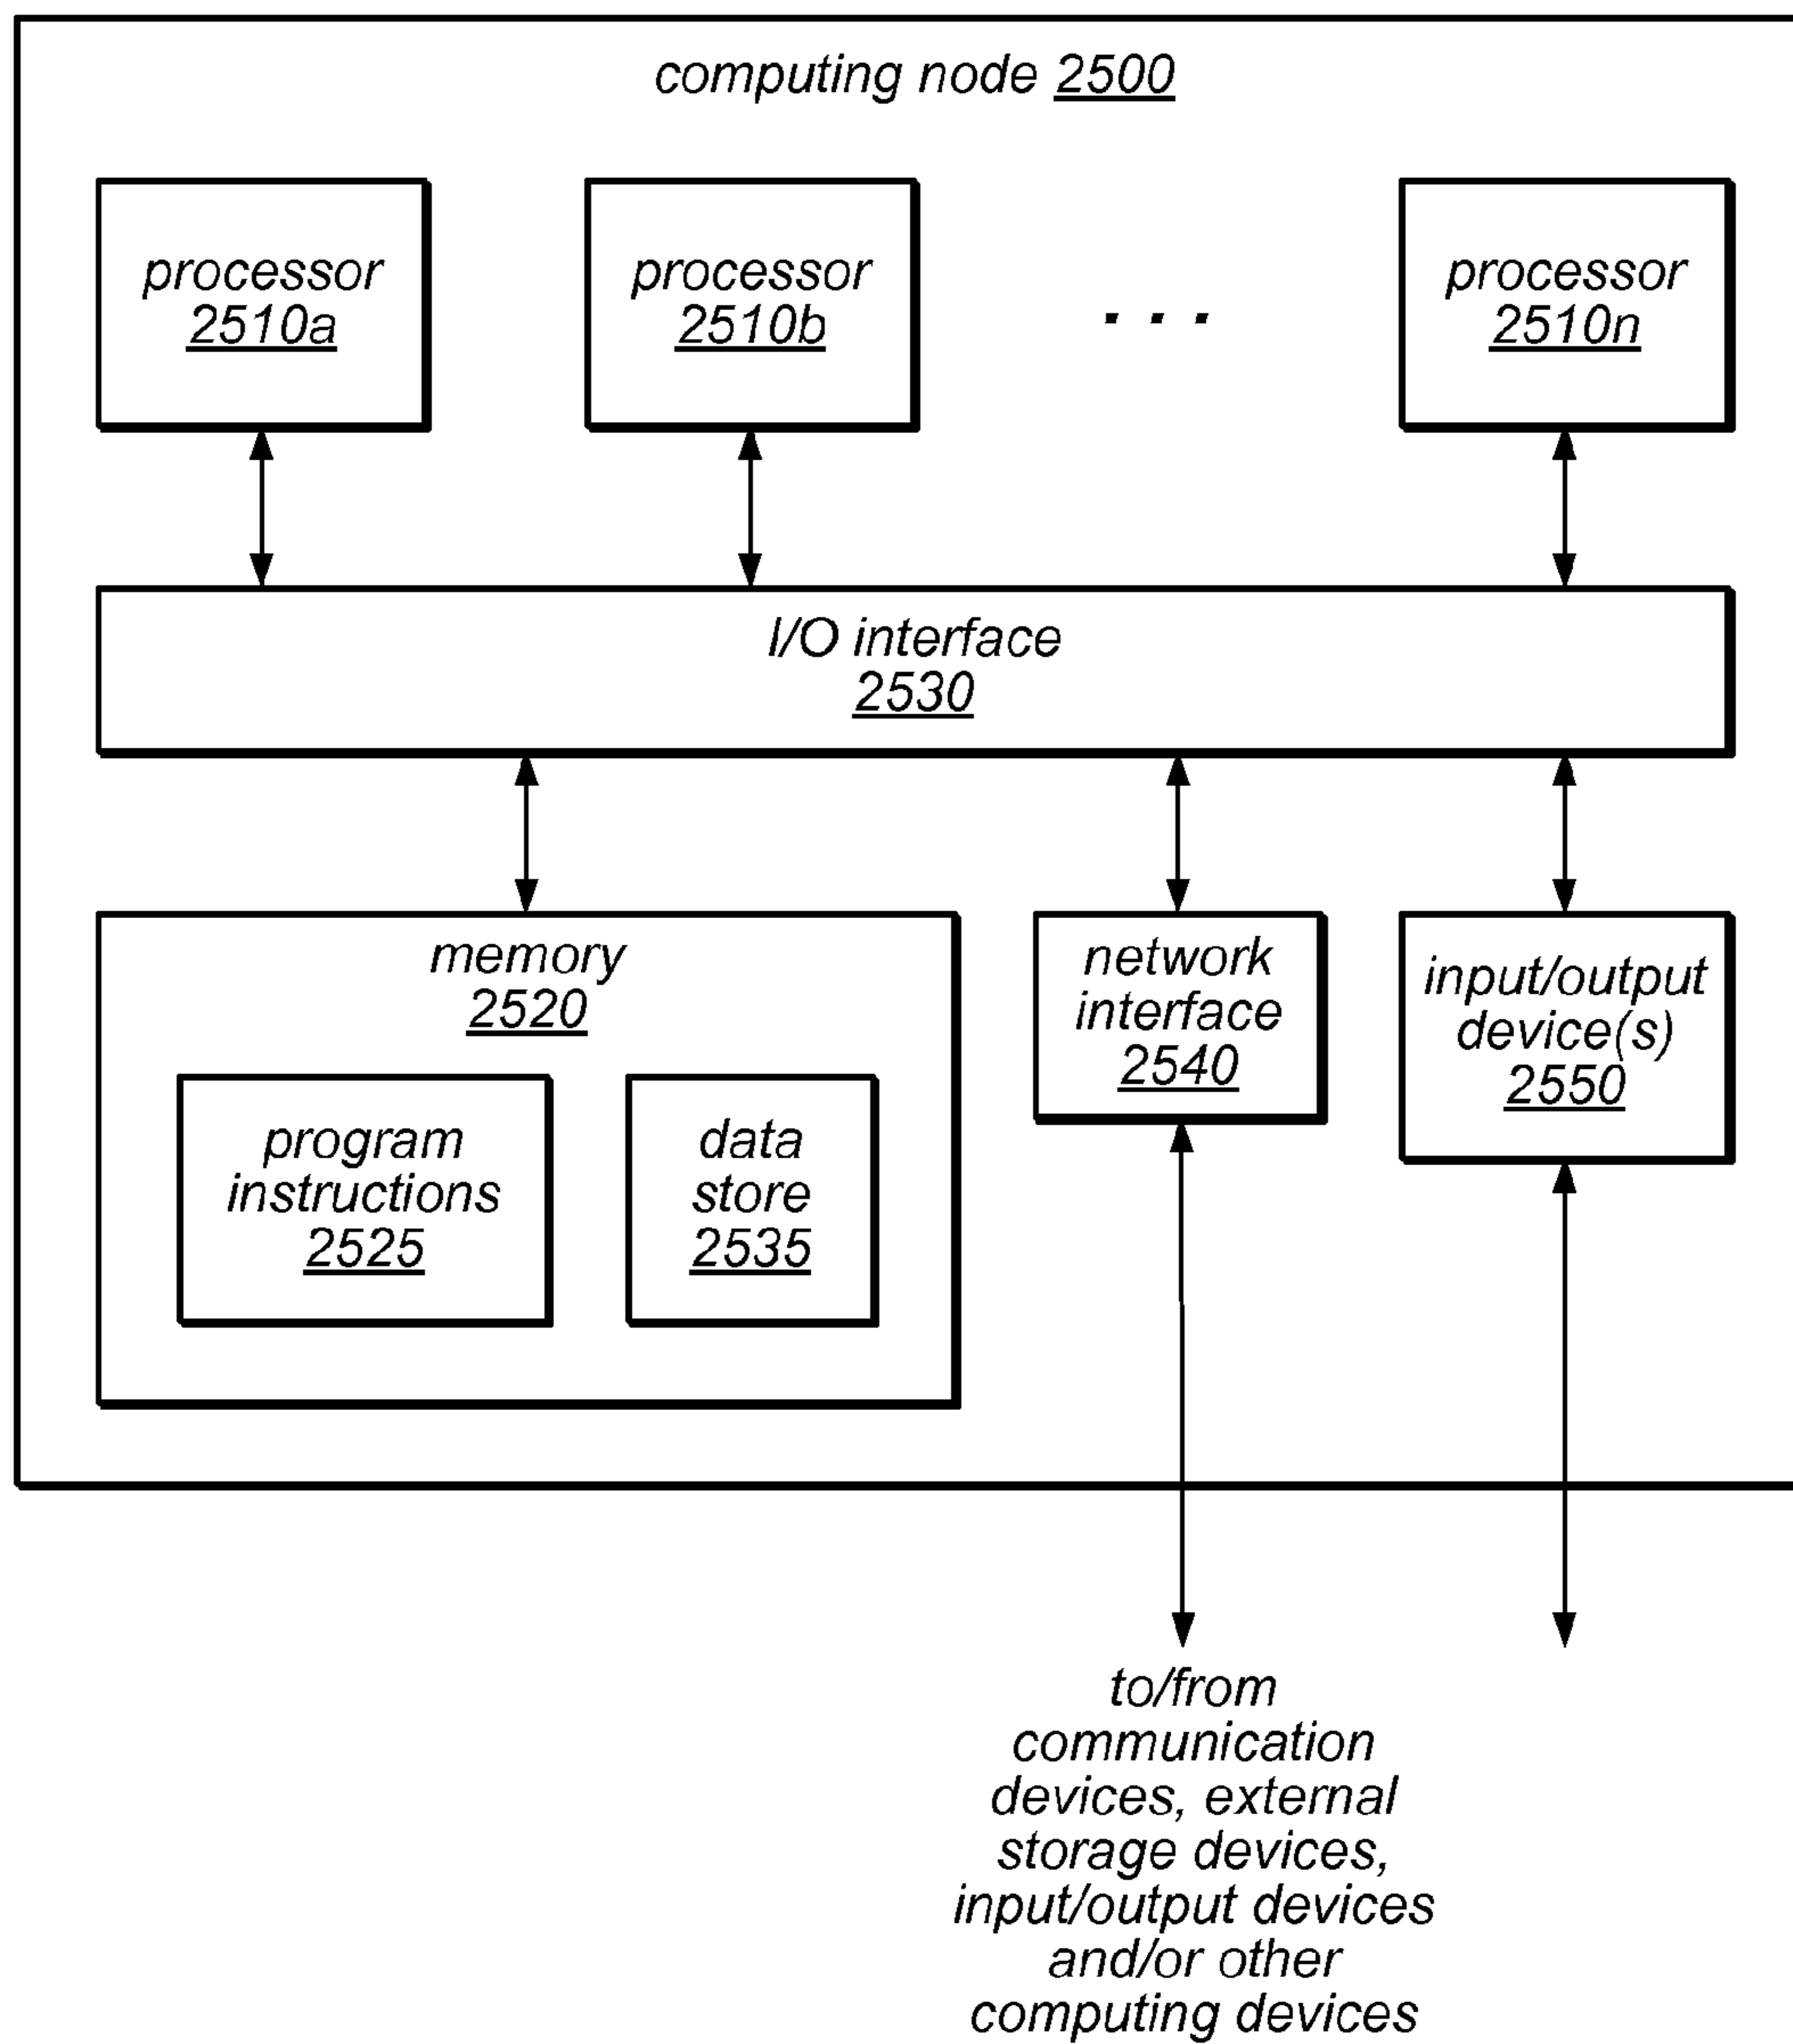 computing node 2500
processor
2510a
processor
2510b
. . .
processor
2510n
I/O interface
2530
memory
2520
program
instructions
2525
data
store
2535
network
interface
2540
input/output
device(s)
2550
to/from
communication
devices, external
storage devices,
input/output devices
and/or other
computing devices